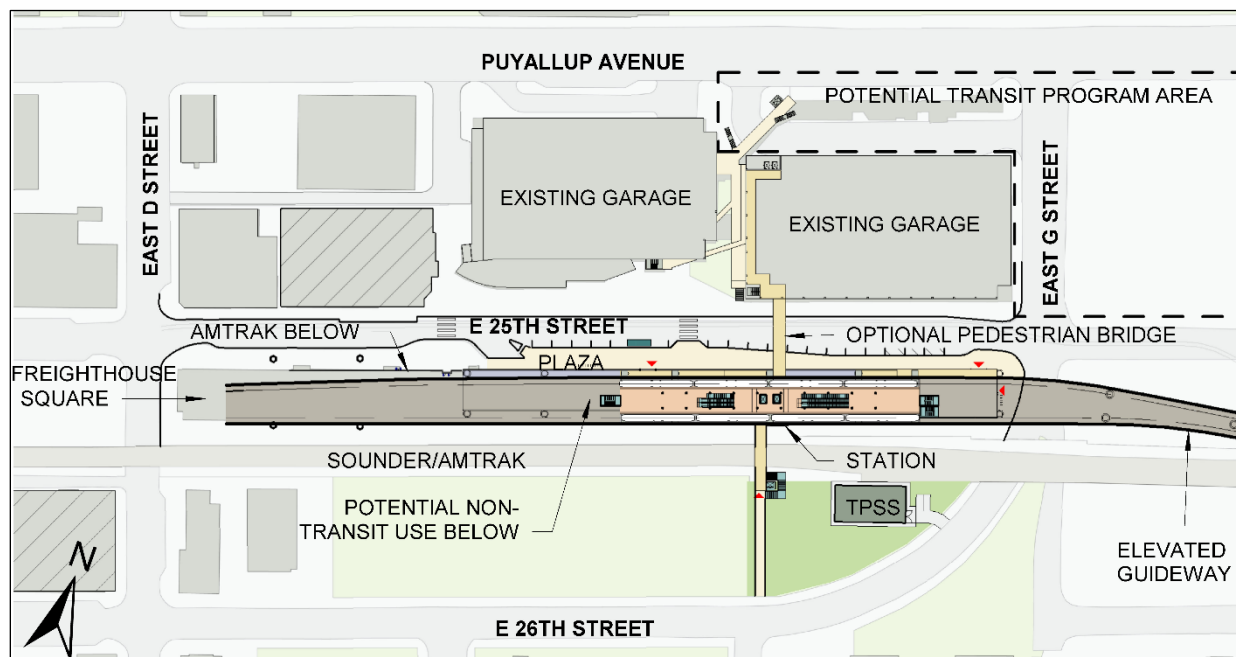 PUYALLUP AVENUE
POTENTIAL TRANSIT PROGRAM AREA
EAST D STREET
EXISTING GARAGE
EXISTING GARAGE
EAST G STREET
E 25TH STREET
AMTRAK BELOW
OPTIONAL PEDESTRIAN BRIDGE
PLAZA
FREIGHTHOUSE
SQUARE
SOUNDER/AMTRAK
STATION
POTENTIAL NON-
TRANSIT USE BELOW
TPSS
ELEVATED
GUIDEWAY
N
E 26TH STREET